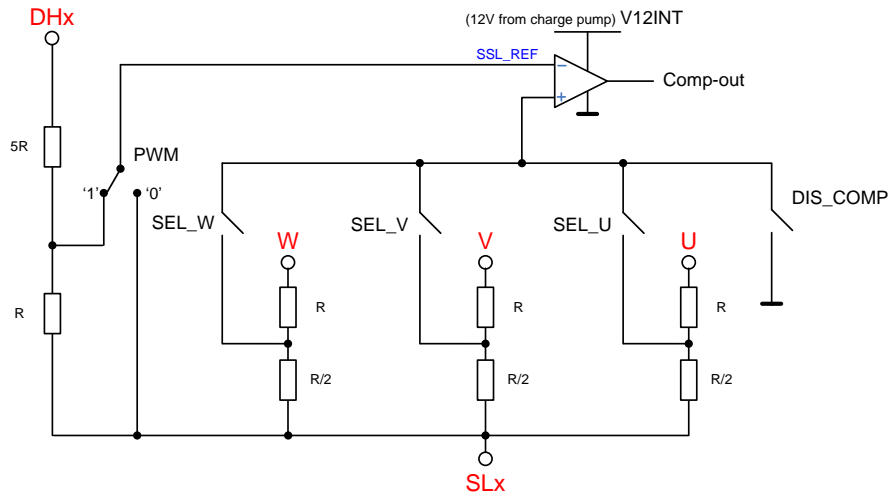 DHx
(12V from charge pump) V12INT
SSL_REF
−
+
Comp-out
5R
PWM
'1'
'0'
SEL_W
SEL_V
SEL_U
DIS_COMP
W
V
U
R
R
R
R
R/2
R/2
R/2
SLx